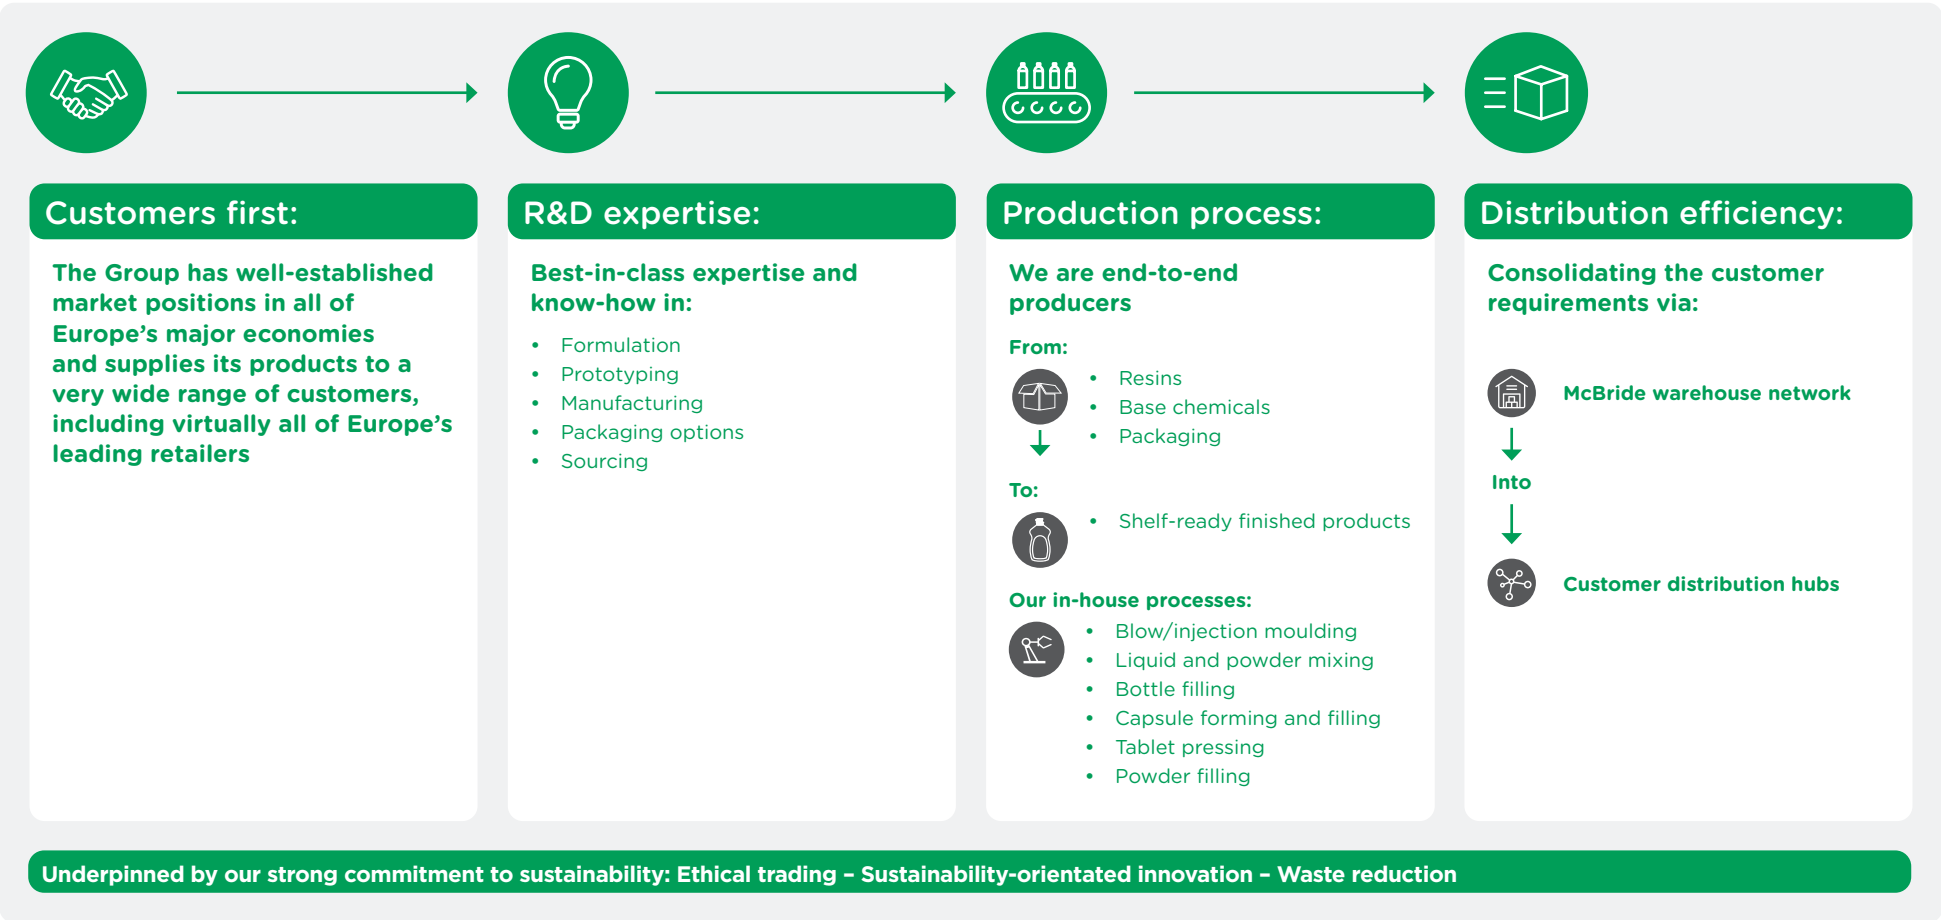 Customers first:
The Group has well-established
market positions in all of
Europe’s major economies
and supplies its products to a
very wide range of customers,
including virtually all of Europe’s
leading retailers
R&D expertise:
Best-in-class expertise and
know-how in:
• Formulation
• Prototyping
• Manufacturing
• Packaging options
• Sourcing
Production process:
We are end-to-end
producers
From:
• Resins
• Base chemicals
• Packaging
To:
• Shelf-ready finished products
Our in-house processes:
• Blow/injection moulding
• Liquid and powder mixing
• Bottle filling
• Capsule forming and filling
• Tablet pressing
• Powder filling
Distribution efficiency:
Consolidating the customer
requirements via:
McBride warehouse network
Into
Customer distribution hubs
Underpinned by our strong commitment to sustainability: Ethical trading – Sustainability-orientated innovation – Waste reduction